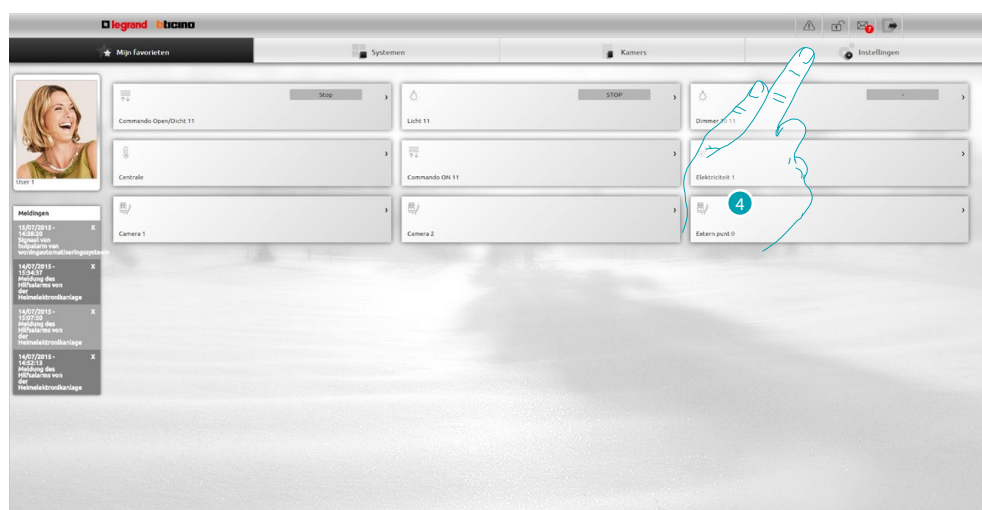 legrand bticino
7
Mijn favorieten
Systemen
Kamers
Instellingen
User 1
Stop
Commando Open/Dicht 11
STOP
Licht 11
-
Dimmer 10 11
Centrale
Commando ON 11
Elektriciteit 1
Camera 1
Camera 2
Extern punt 0
4
Meldingen
15/07/2015 - X
14:38:20
Signaal van
hulpalarm van
woningautomatiseringssysteem
14/07/2015 - X
15:34:37
Meldung des
Hilfsalarms von
der
Heimelektronikanlage
14/07/2015 - X
15:07:50
Meldung des
Hilfsalarms von
der
Heimelektronikanlage
14/07/2015 - X
14:52:13
Meldung des
Hilfsalarms von
der
Heimelektronikanlage